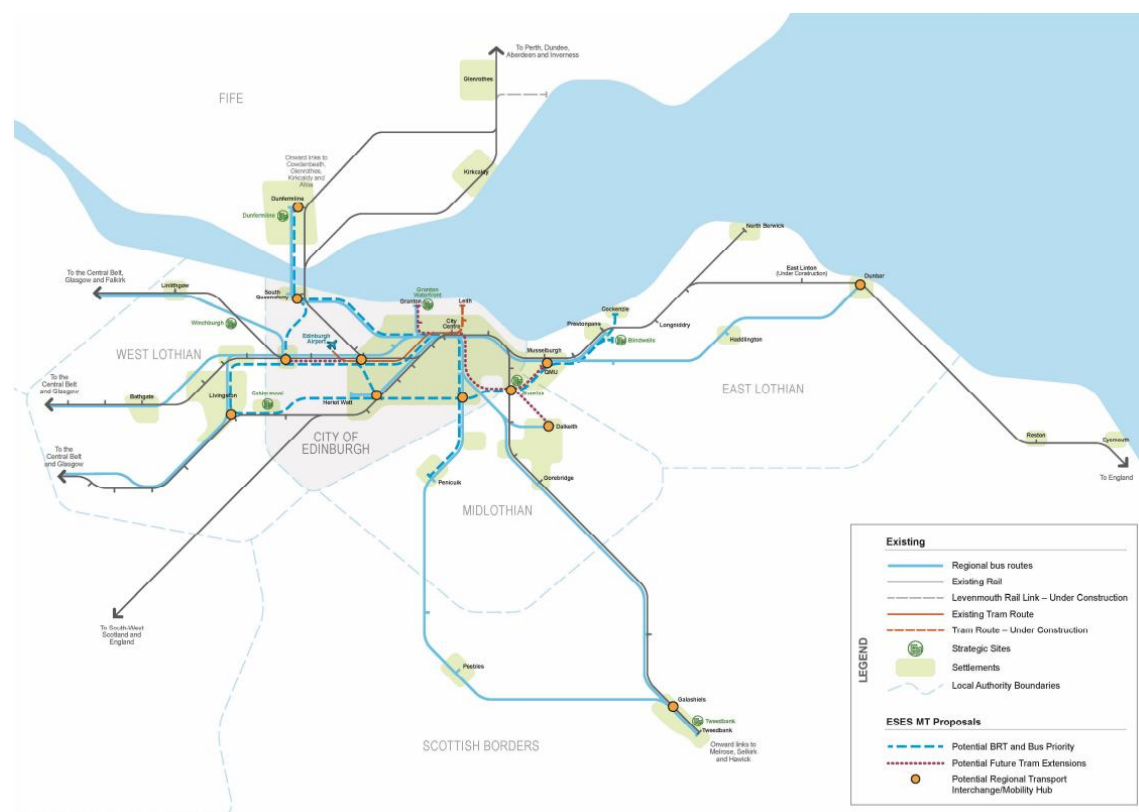 To Perth, Dundee,
Aberdeen and Inverness
Glenrothes
FIFE
Onward links to
Cowdenbeath,
Glenrothes,
Kirkcaldy and
Alloa
Kirkcaldy
Dunfermline
Dunfermline
North Berwick
To the Central Belt,
Glasgow and Falkirk
Linlithgow
South
Queensferry
Granton
Waterfront
Granton
Leith
East Linton
(Under Construction)
Dunbar
Winchburgh
City
Centre
Cockenzie
Edinburgh
Airport
Prestonpans
Longniddry
Blindwells
Haddington
WEST LOTHIAN
Musselburgh
QMU
EAST LOTHIAN
To the
Central Belt
and Glasgow
Bathgate
Livingston
Heriot Watt
Dalkeith
CITY OF
EDINBURGH
Reston
To England
To the
Central Belt
and Glasgow
Penicuik
Gorebridge
MIDLOTHIAN
To South-West
Scotland and
England
Peebles
Galashiels
Tweedbank
Tweedbank
SCOTTISH BORDERS
Onward links to
Melrose, Selkirk
and Hawick
LEGEND
Existing
Regional bus routes
Existing Rail
Levenmouth Rail Link – Under Construction
Existing Tram Route
Tram Route – Under Construction
Strategic Sites
Settlements
Local Authority Boundaries
ESES MT Proposals
Potential BRT and Bus Priority
Potential Future Tram Extensions
Potential Regional Transport
Interchange/Mobility Hub